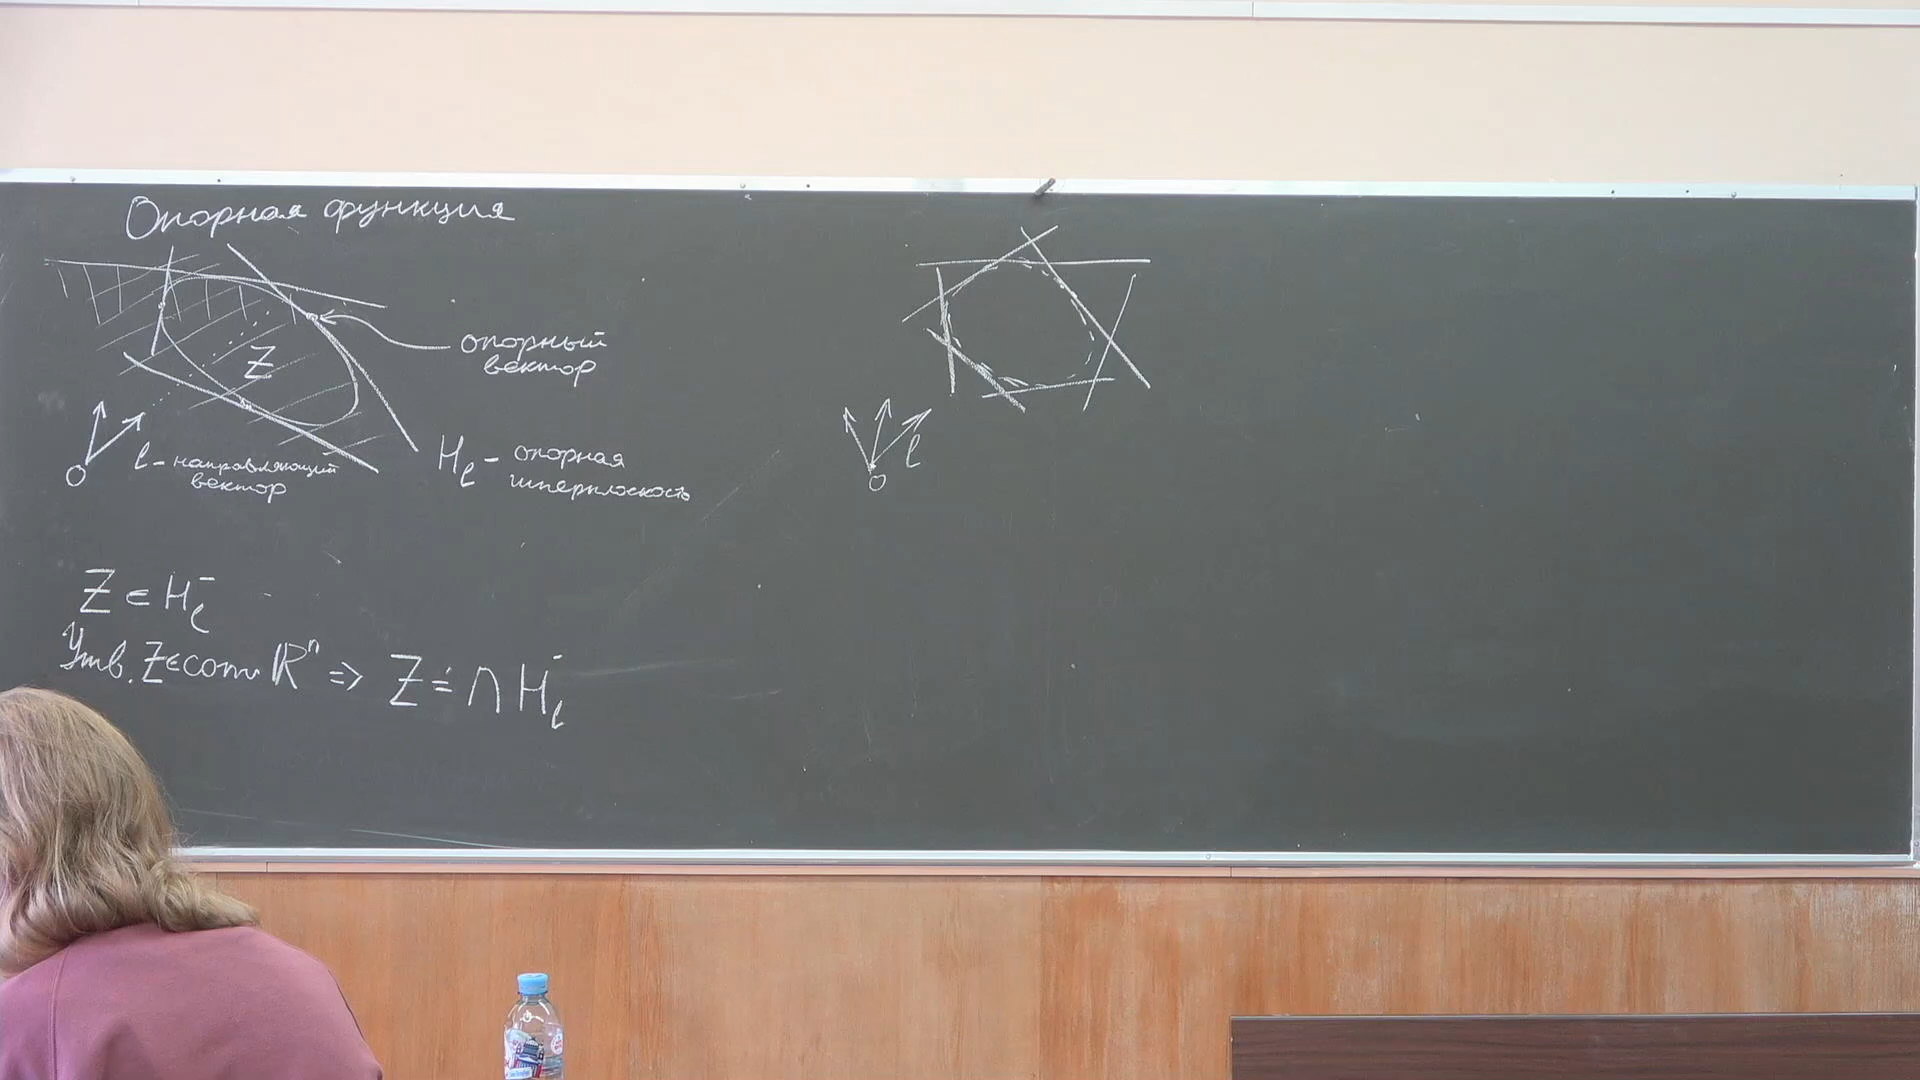 Опорная функция
Z
опорный
вектор
O
l - направляющий
вектор
H_l - опорная
гиперплоскость
l
O
Z ∈ H_l^-
Утв. Z ∈ conv R^n => Z ≐ ∩ H_l^-